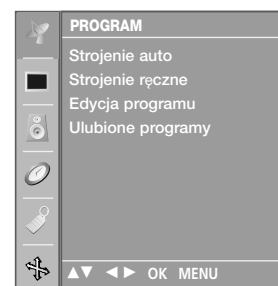 PROGRAM
Strojenie auto
Strojenie ręczne
Edycja programu
Ulubione programy
▲▼ ◄► OK MENU